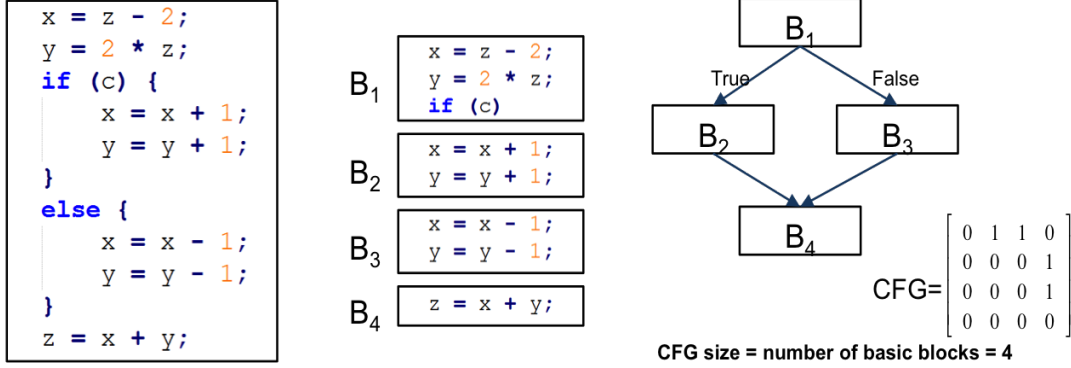 x = z - 2;
y = 2 * z;
if (c) {
x = x + 1;
y = y + 1;
}
else {
x = x - 1;
y = y - 1;
}
z = x + y;
B1
x = z - 2;
y = 2 * z;
if (c)
B2
x = x + 1;
y = y + 1;
B3
x = x - 1;
y = y - 1;
B4
z = x + y;
B1
True False
B2 B3
B4
CFG=
0 1 1 0
0 0 0 1
0 0 0 1
0 0 0 0
CFG size = number of basic blocks = 4